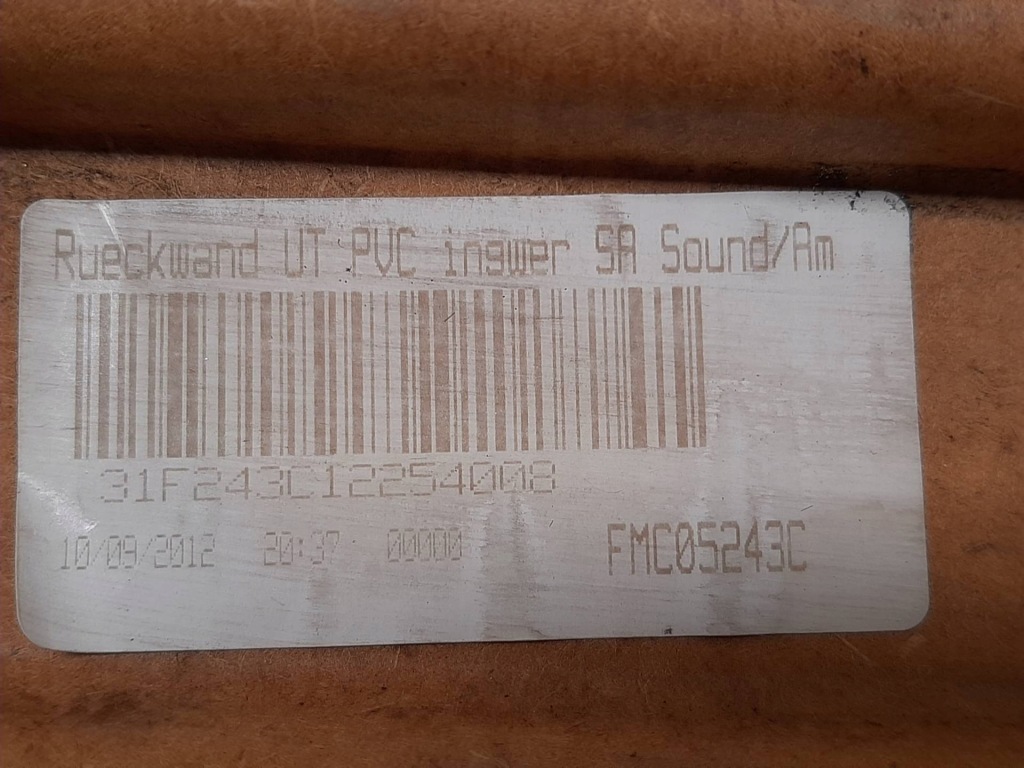 Rueckwand UT PVC ingwer SA Sound/Am
31F243C12254008
10/09/2012 20:37 00000 FMC05243C